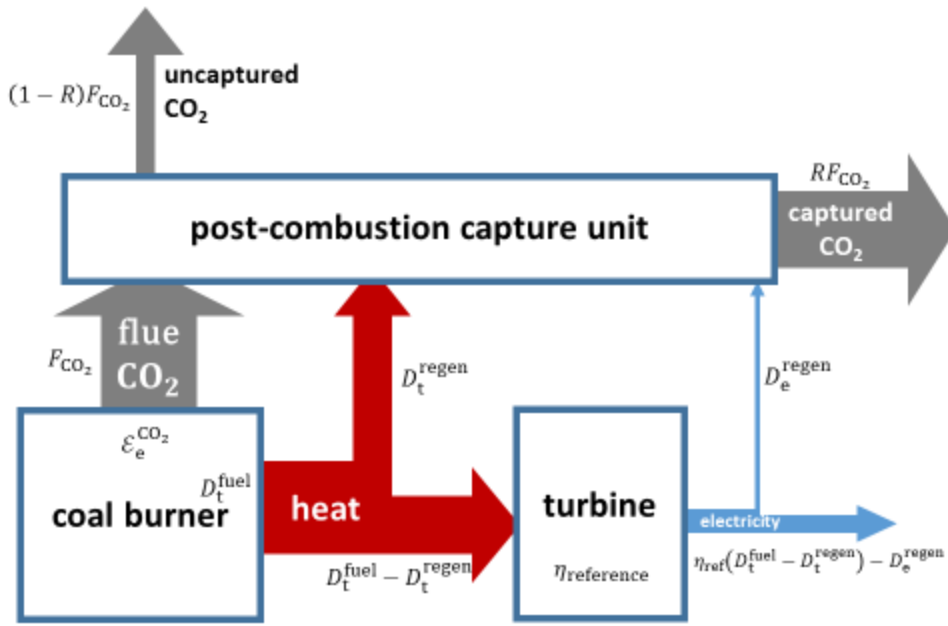 uncaptured
CO₂
(1 − R)F_CO₂
RF_CO₂
captured
CO₂
post-combustion capture unit
flue
CO₂
F_CO₂
D_t^regen
D_e^regen
ℰ_e^CO₂
D_t^fuel
coal burner
heat
turbine
electricity
D_t^fuel − D_t^regen
η_reference
η_ref(D_t^fuel − D_t^regen) − D_e^regen